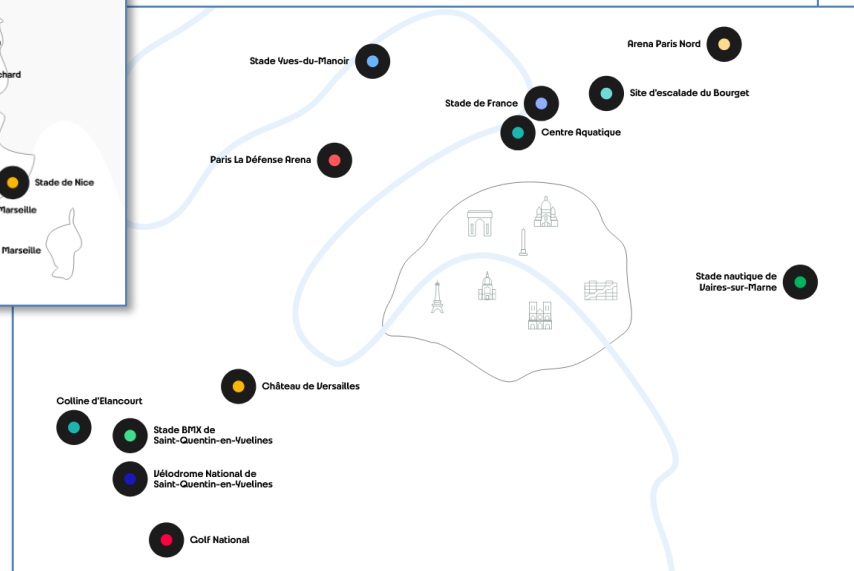 Arena Paris Nord
Stade Yves-du-Manoir
chard
Site d'escalade du Bourget
Stade de France
Centre Aquatique
Paris La Défense Arena
Stade de Nice
Marseille
Marseille
Stade nautique de
Vaires-sur-Marne
Château de Versailles
Colline d'Elancourt
Stade BMX de
Saint-Quentin-en-Yvelines
Vélodrome National de
Saint-Quentin-en-Yvelines
Golf National